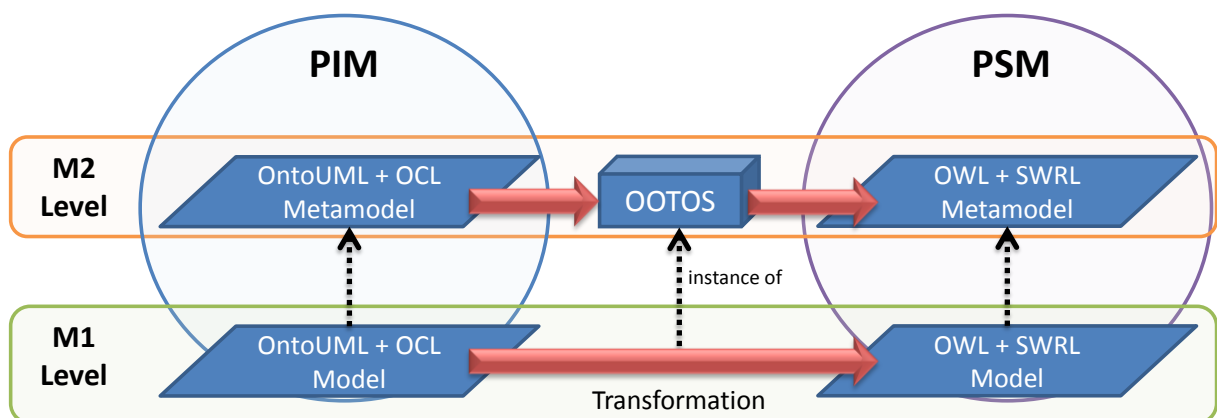 PIM
PSM
M2
Level
OntoUML + OCL
Metamodel
OOTOS
OWL + SWRL
Metamodel
instance of
M1
Level
OntoUML + OCL
Model
Transformation
OWL + SWRL
Model